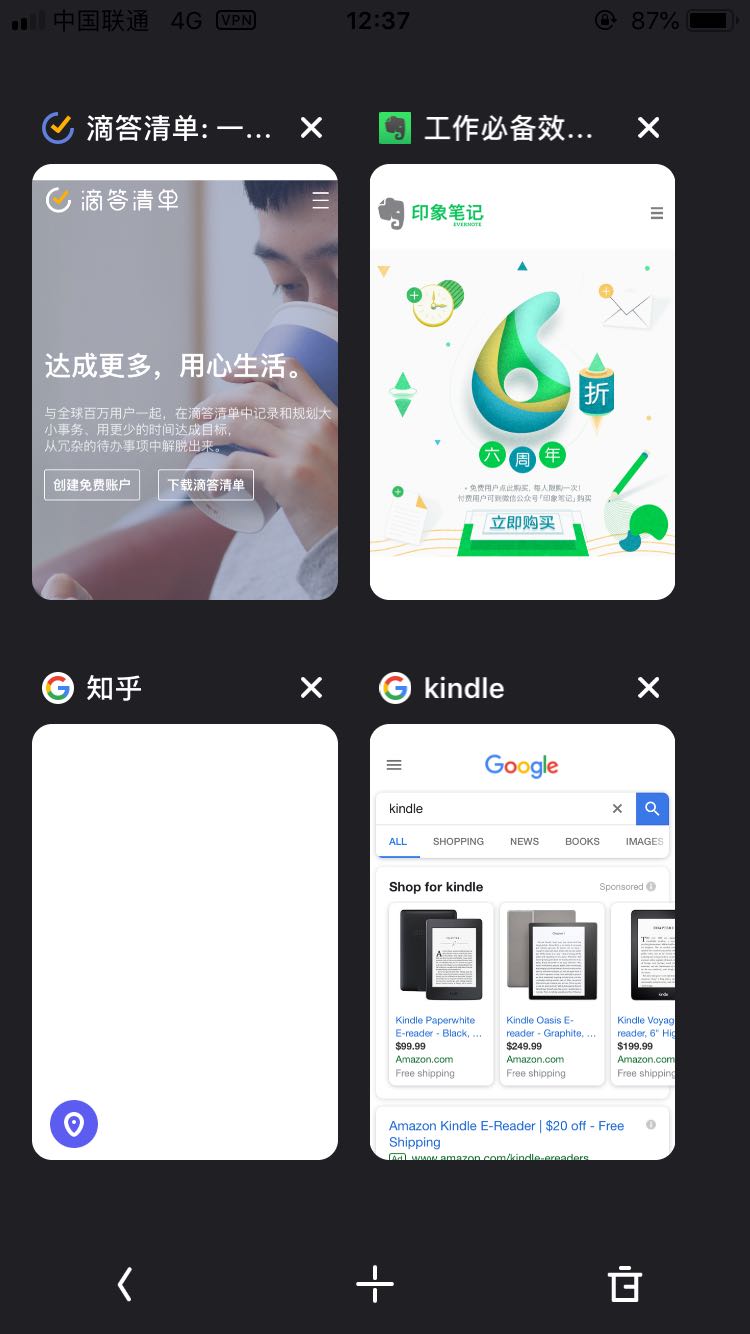 中国联通 4G VPN 12:37 87%
滴答清单: 一...
工作必备效...
滴答清单
达成更多，用心生活。
与全球百万用户一起，在滴答清单中记录和规划大
小事务、用更少的时间达成目标，
从冗杂的待办事项中解脱出来。
创建免费账户 下载滴答清单
印象笔记
EVERNOTE
6
折
六周年
• 免费用户点此购买，每人限购一次！
付费用户可到微信公众号「印象笔记」购买
立即购买
知乎
kindle
Google
kindle
ALL SHOPPING NEWS BOOKS IMAGES
Shop for kindle Sponsored
Kindle Paperwhite
E-reader - Black, ...
$99.99
Amazon.com
Free shipping
Kindle Oasis E-
reader - Graphite, ...
$249.99
Amazon.com
Free shipping
Kindle Voyag
reader, 6" Hig
$199.99
Amazon.com
Free shipping
Amazon Kindle E-Reader | $20 off - Free
Shipping
Ad www.amazon.com/kindle-ereaders